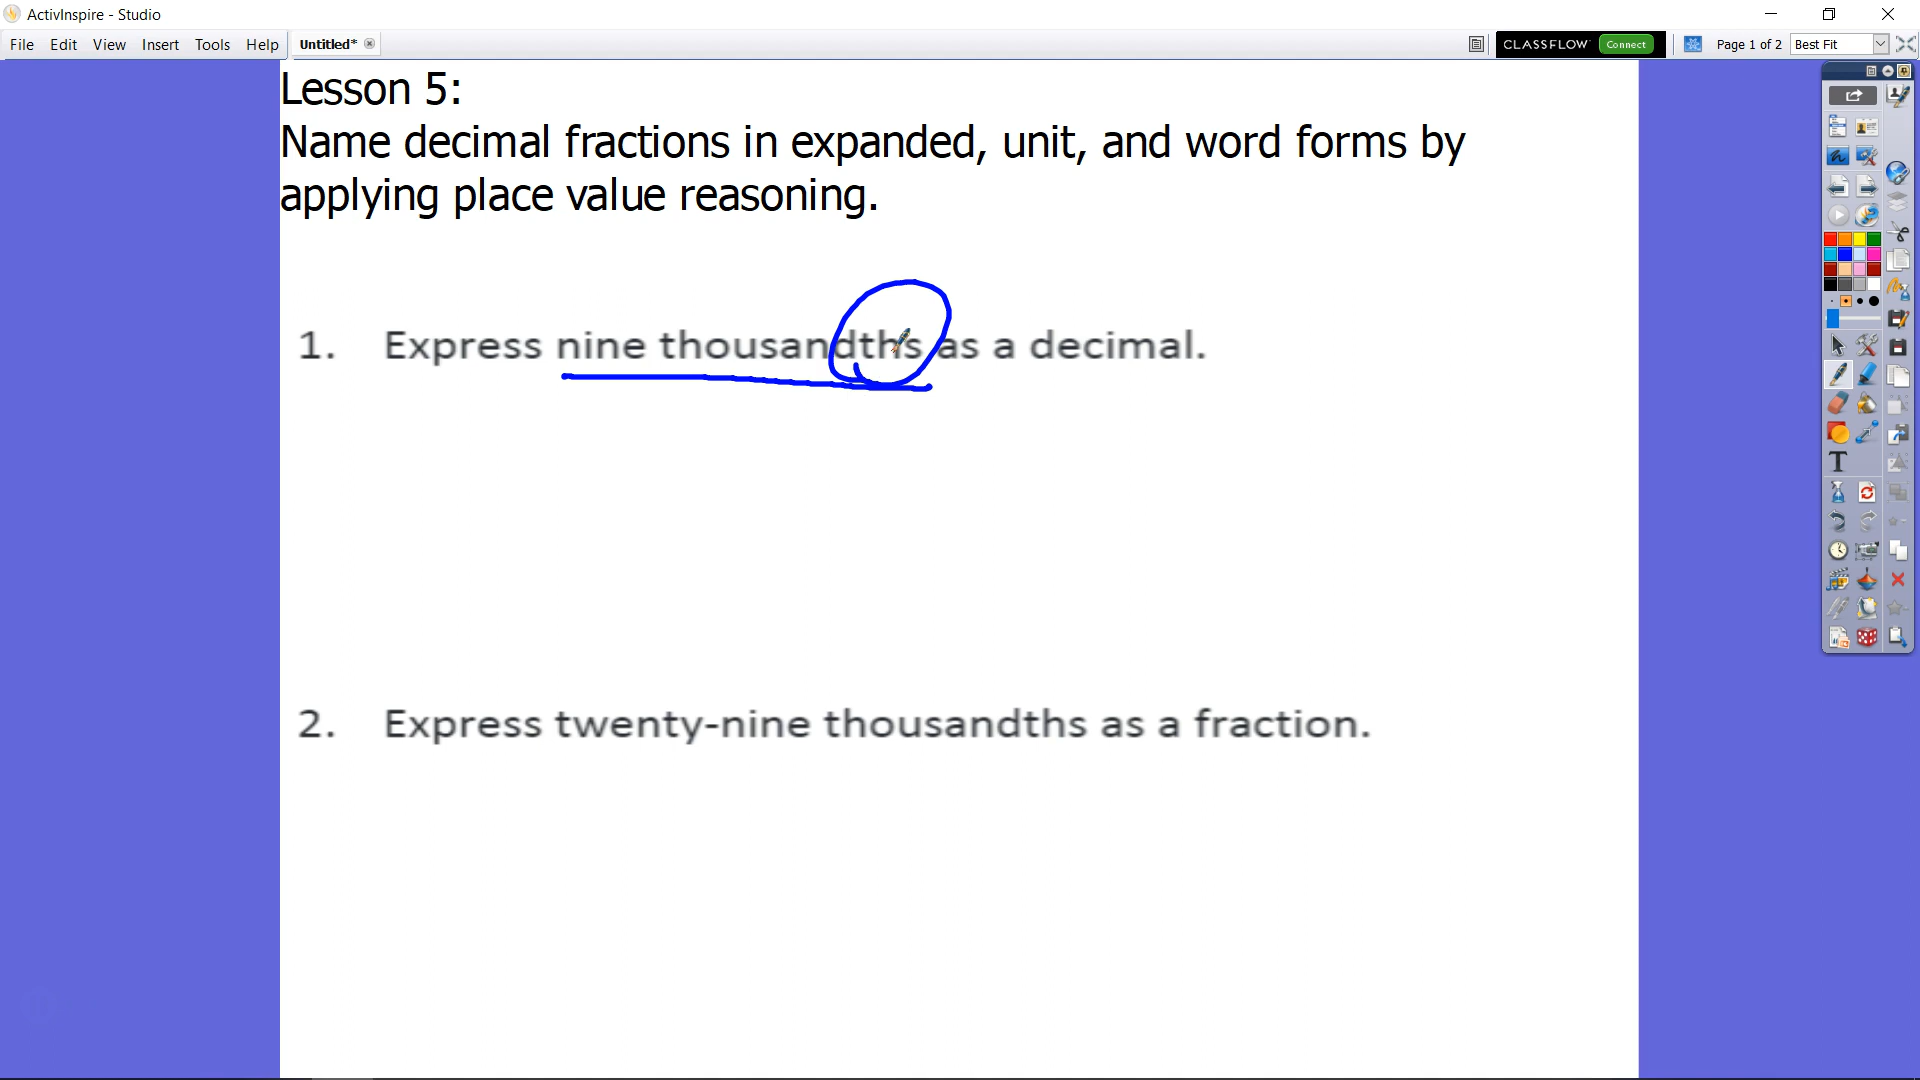 ActivInspire - Studio
File Edit View Insert Tools Help Untitled* CLASSFLOW Connect Page 1 of 2 Best Fit
Lesson 5:
Name decimal fractions in expanded, unit, and word forms by
applying place value reasoning.
1. Express nine thousandths as a decimal.
2. Express twenty-nine thousandths as a fraction.